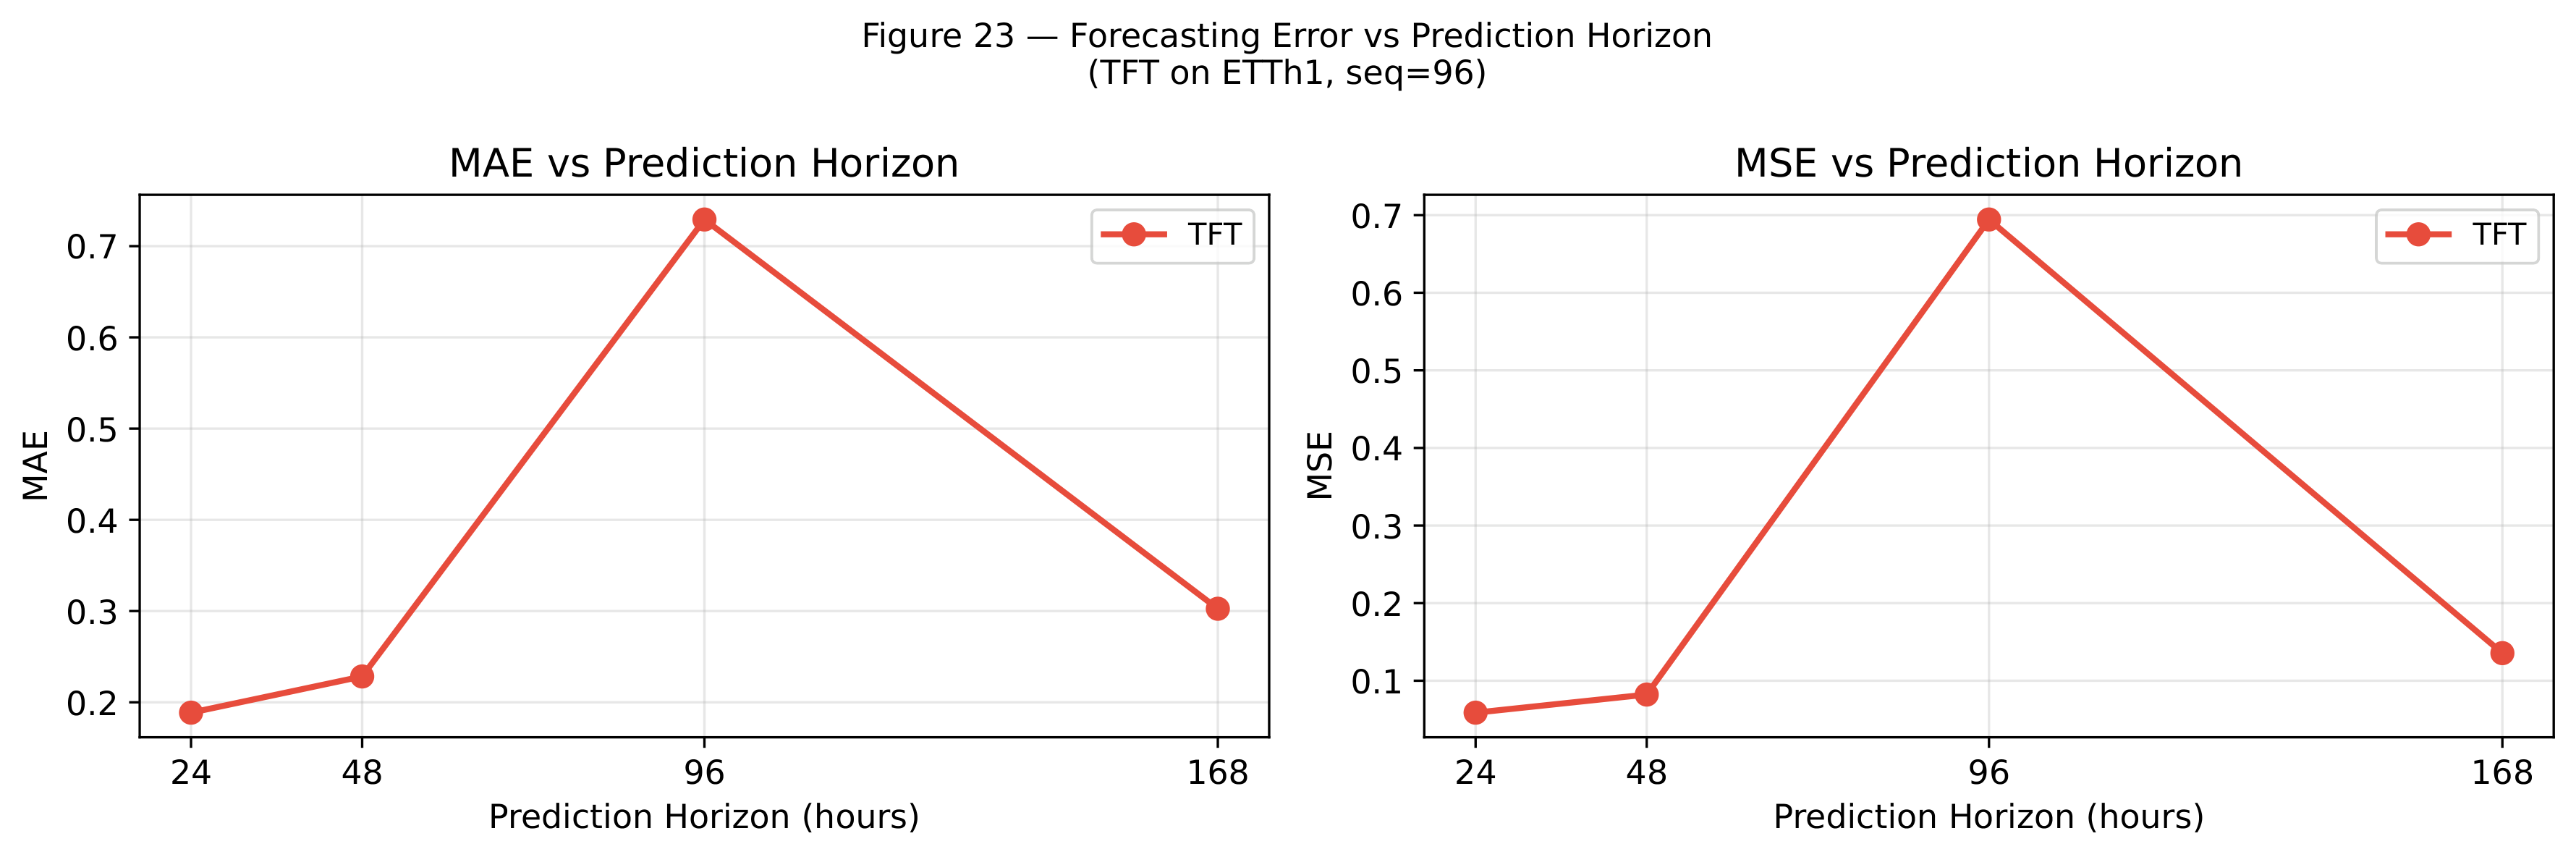 Figure 23 — Forecasting Error vs Prediction Horizon
(TFT on ETTh1, seq=96)
MAE vs Prediction Horizon
TFT
MAE
0.7
0.6
0.5
0.4
0.3
0.2
24 48 96 168
Prediction Horizon (hours)
MSE vs Prediction Horizon
TFT
MSE
0.7
0.6
0.5
0.4
0.3
0.2
0.1
24 48 96 168
Prediction Horizon (hours)